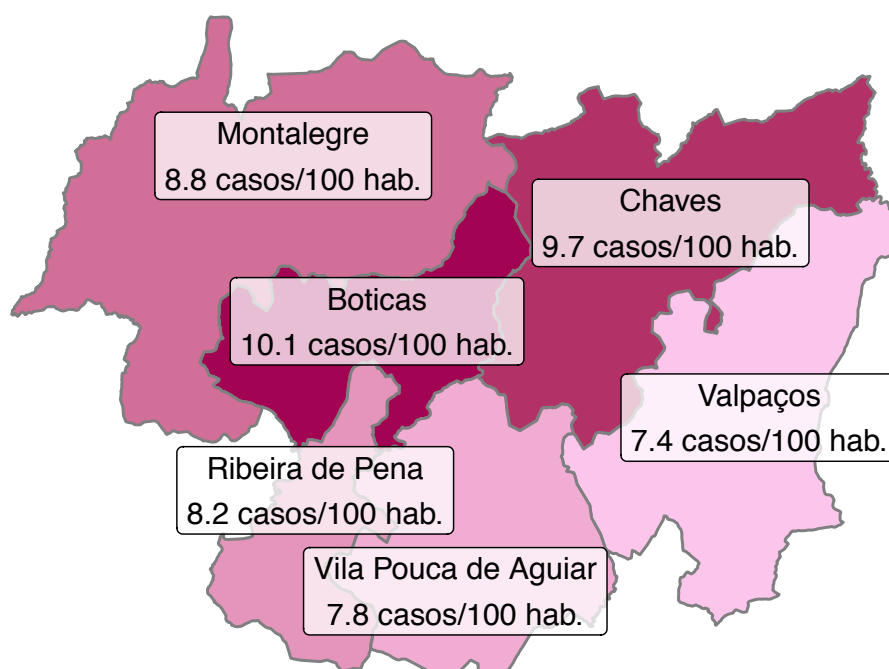 Montalegre
8.8 casos/100 hab.
Chaves
9.7 casos/100 hab.
Boticas
10.1 casos/100 hab.
Valpaços
7.4 casos/100 hab.
Ribeira de Pena
8.2 casos/100 hab.
Vila Pouca de Aguiar
7.8 casos/100 hab.